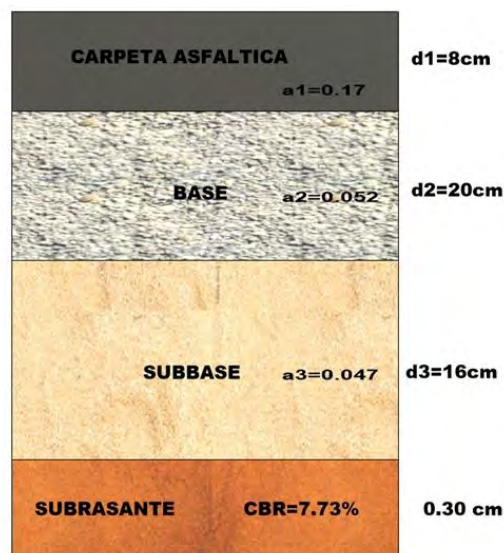 CARPETA ASFALTICA d1=8cm
a1=0.17
BASE a2=0.052 d2=20cm
SUBBASE a3=0.047 d3=16cm
SUBRASANTE CBR=7.73% 0.30 cm